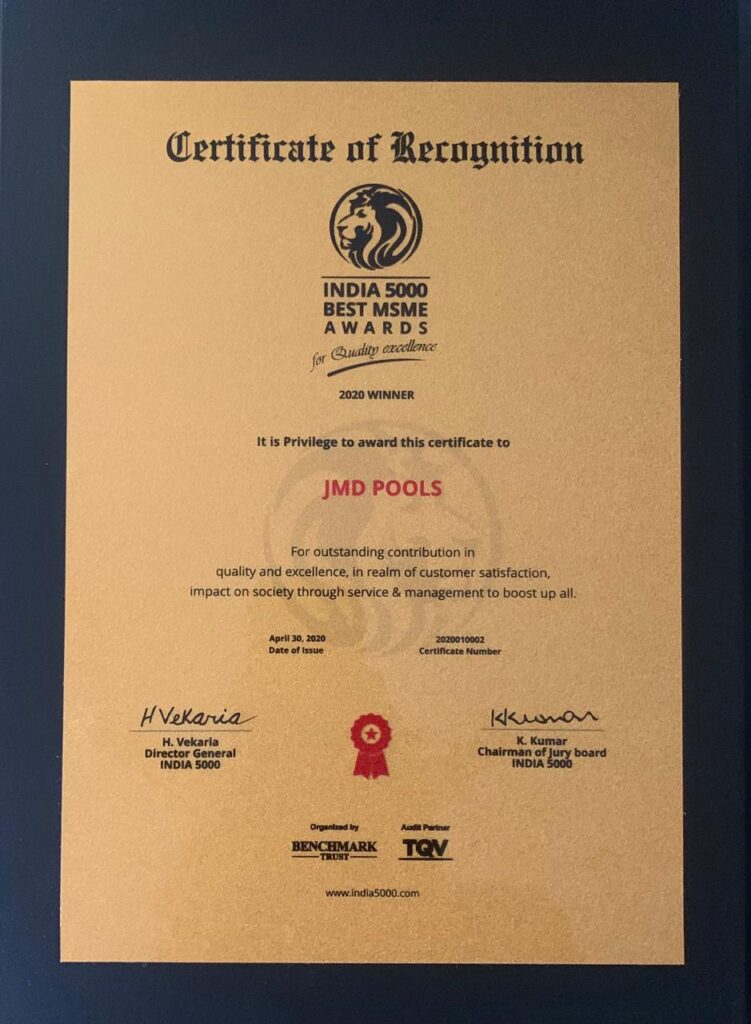 Certificate of Recognition
INDIA 5000
BEST MSME
AWARDS
for Quality excellence
2020 WINNER
It is Privilege to award this certificate to
JMD POOLS
For outstanding contribution in
quality and excellence, in realm of customer satisfaction,
impact on society through service & management to boost up all.
April 30, 2020
Date of Issue
2020010002
Certificate Number
H Vekaria
H. Vekaria
Director General
INDIA 5000
KKumar
K. Kumar
Chairman of Jury board
INDIA 5000
Organized by
BENCHMARK
TRUST
Audit Partner
TQV
www.india5000.com